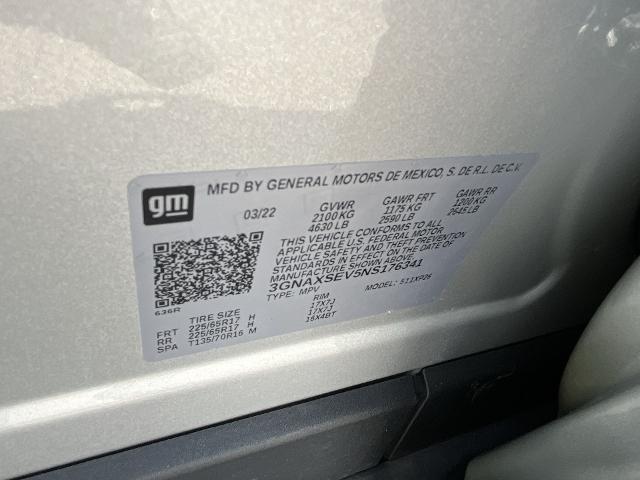 gm
MFD BY GENERAL MOTORS DE MEXICO, S. DE R.L. DE C.V.
03/22 GVWR GAWR FRT GAWR RR
2100 KG 1175 KG 1200 KG
4630 LB 2590 LB 2645 LB
THIS VEHICLE CONFORMS TO ALL
APPLICABLE U.S. FEDERAL MOTOR
VEHICLE SAFETY AND THEFT PREVENTION
STANDARDS IN EFFECT ON THE DATE OF
MANUFACTURE SHOWN ABOVE.
3GNAXSEV5NS176341
TYPE: MPV MODEL: 511XP26
636R
TIRE SIZE RIM
FRT 225/65R17 H 17X7J
RR 225/65R17 H 17X7J
SPA T135/70R16 M 16X4BT